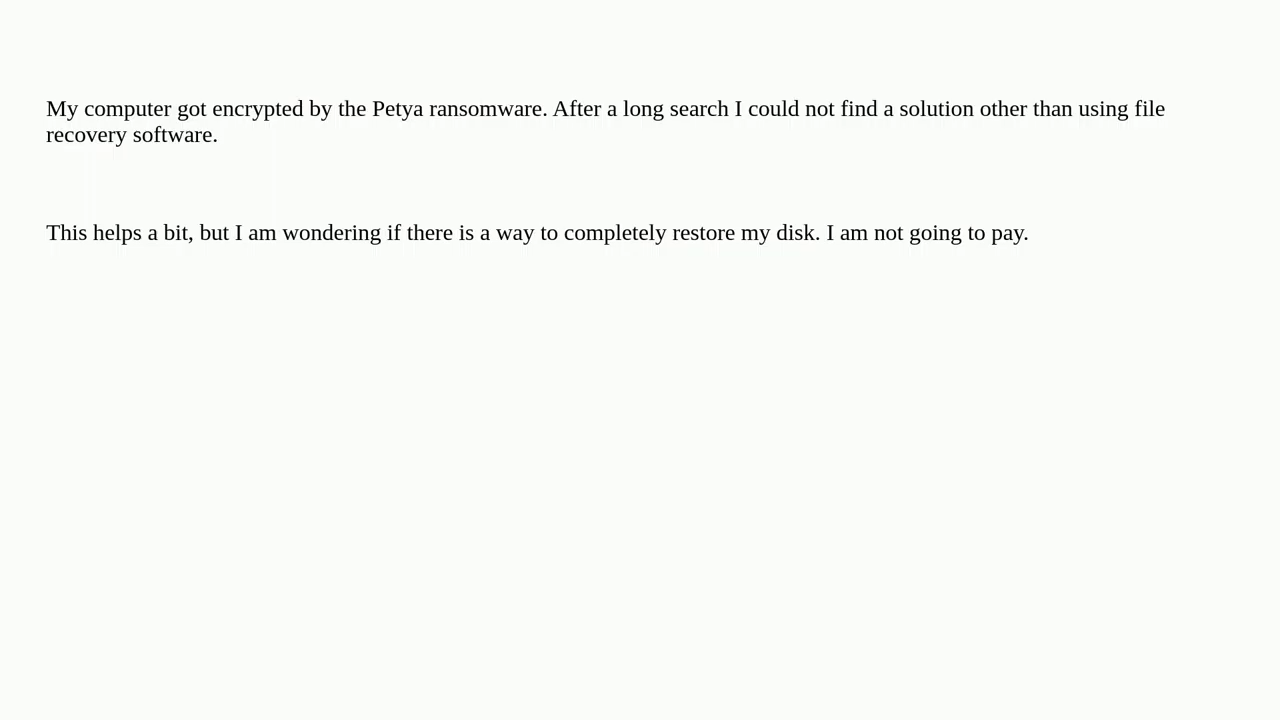 My computer got encrypted by the Petya ransomware. After a long search I could not find a solution other than using file
recovery software.
This helps a bit, but I am wondering if there is a way to completely restore my disk. I am not going to pay.